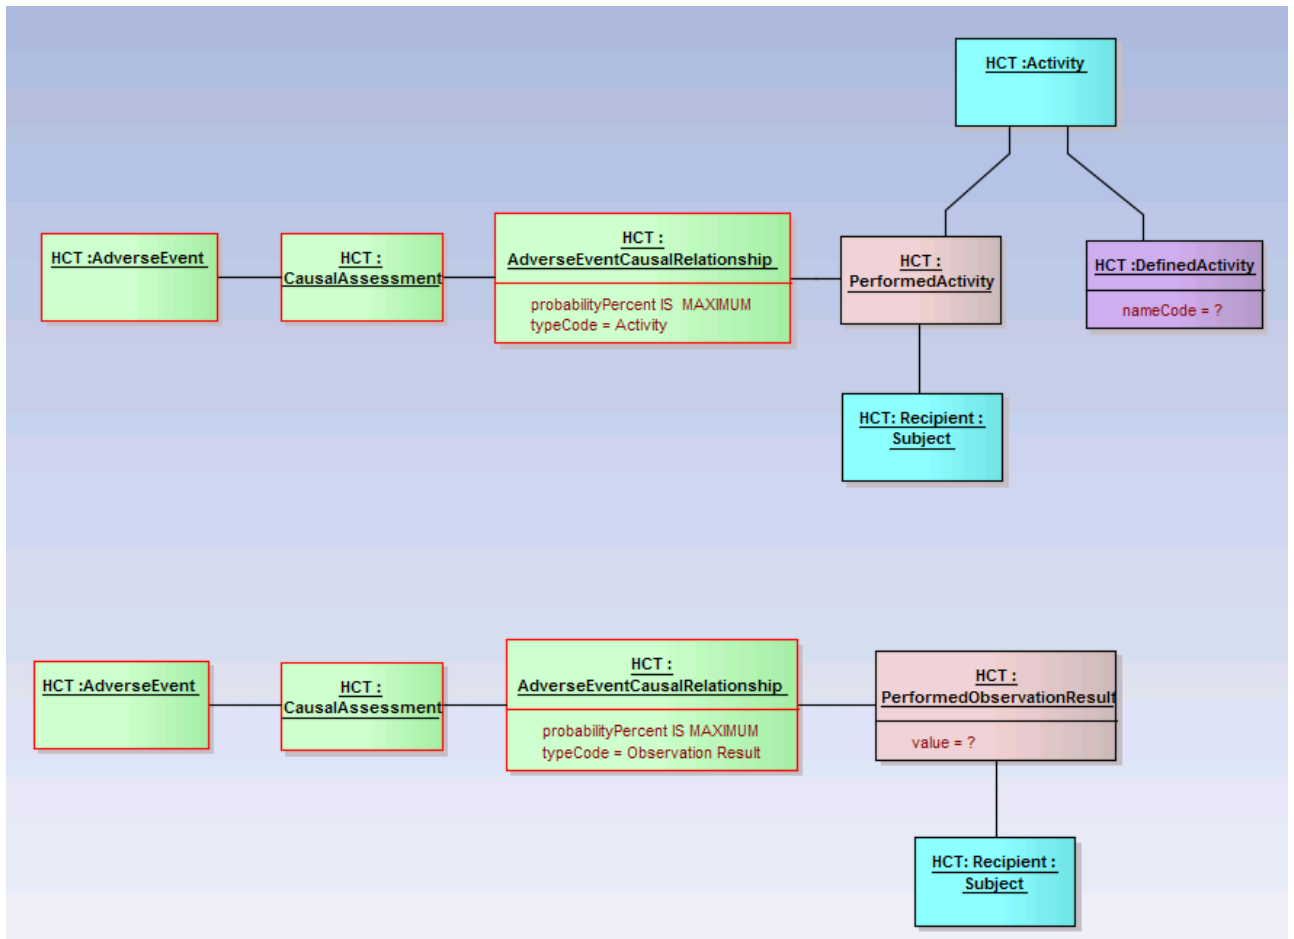 HCT :Activity
HCT :AdverseEvent
HCT :
CausalAssessment
HCT :
AdverseEventCausalRelationship
probabilityPercent IS  MAXIMUM
typeCode = Activity
HCT :
PerformedActivity
HCT :DefinedActivity
nameCode = ?
HCT: Recipient :
Subject
HCT :AdverseEvent
HCT :
CausalAssessment
HCT :
AdverseEventCausalRelationship
probabilityPercent IS MAXIMUM
typeCode = Observation Result
HCT :
PerformedObservationResult
value = ?
HCT: Recipient :
Subject